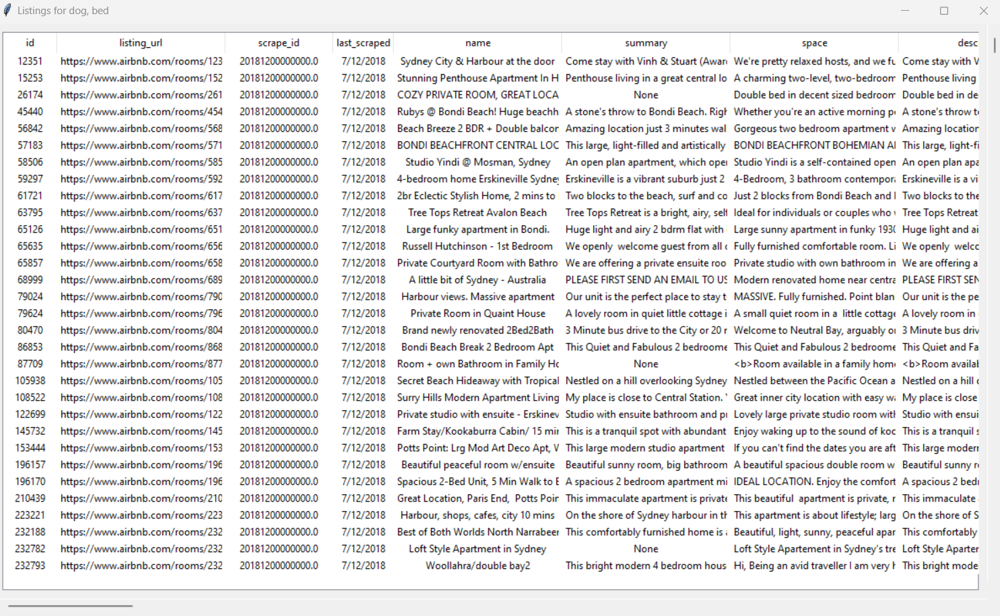 Listings for dog, bed
id listing_url scrape_id last_scraped name summary space desc
12351 https://www.airbnb.com/rooms/123 20181200000000.0 7/12/2018 Sydney City & Harbour at the door Come stay with Vinh & Stuart (Awar We're pretty relaxed hosts, and we fu Come stay with V
15253 https://www.airbnb.com/rooms/152 20181200000000.0 7/12/2018 Stunning Penthouse Apartment In H Penthouse living in a great central lo A charming two-level, two-bedroom Penthouse living
26174 https://www.airbnb.com/rooms/261 20181200000000.0 7/12/2018 COZY PRIVATE ROOM, GREAT LOCA None Double bed in decent sized bedroom Double bed in de
45440 https://www.airbnb.com/rooms/454 20181200000000.0 7/12/2018 Rubys @ Bondi Beach! Huge beachh A stone's throw to Bondi Beach. Righ Whether you're an active morning pe A stone's throw t
56842 https://www.airbnb.com/rooms/568 20181200000000.0 7/12/2018 Beach Breeze 2 BDR + Double balcor Amazing location just 3 minutes wal Gorgeous two bedroom apartment v Amazing location
57183 https://www.airbnb.com/rooms/571 20181200000000.0 7/12/2018 BONDI BEACHFRONT CENTRAL LOC This large, light-filled and artistically BONDI BEACHFRONT BOHEMIAN AI This large, light-fi
58506 https://www.airbnb.com/rooms/585 20181200000000.0 7/12/2018 Studio Yindi @ Mosman, Sydney An open plan apartment, which oper Studio Yindi is a self-contained open An open plan apa
59297 https://www.airbnb.com/rooms/592 20181200000000.0 7/12/2018 4-bedroom home Erskineville Sydney Erskineville is a vibrant suburb just 2 4-Bedroom, 3 bathroom contempora Erskineville is a vi
61721 https://www.airbnb.com/rooms/617 20181200000000.0 7/12/2018 2br Eclectic Stylish Home, 2 mins to Two blocks to the beach, surf and co Just 2 blocks from Bondi Beach and Two blocks to the
63795 https://www.airbnb.com/rooms/637 20181200000000.0 7/12/2018 Tree Tops Retreat Avalon Beach Tree Tops Retreat is a bright, airy, self Ideal for individuals or couples who Tree Tops Retreat
65126 https://www.airbnb.com/rooms/651 20181200000000.0 7/12/2018 Large funky apartment in Bondi. Huge light and airy 2 bdrm flat with Large sunny apartment in funky 1930 Huge light and ai
65635 https://www.airbnb.com/rooms/656 20181200000000.0 7/12/2018 Russell Hutchinson - 1st Bedroom We openly welcome guest from all c Fully furnished comfortable room. Li We openly welco
65857 https://www.airbnb.com/rooms/658 20181200000000.0 7/12/2018 Private Courtyard Room with Bathro We are offering a private ensuite roo Private studio with own bathroom in We are offering a
68999 https://www.airbnb.com/rooms/689 20181200000000.0 7/12/2018 A little bit of Sydney - Australia PLEASE FIRST SEND AN EMAIL TO US Modern renovated home near centra PLEASE FIRST SEN
79024 https://www.airbnb.com/rooms/790 20181200000000.0 7/12/2018 Harbour views. Massive apartment Our unit is the perfect place to stay t MASSIVE. Fully furnished. Point blan Our unit is the pe
79624 https://www.airbnb.com/rooms/796 20181200000000.0 7/12/2018 Private Room in Quaint House A lovely room in quiet little cottage i A small quiet room in a little cottage A lovely room in
80470 https://www.airbnb.com/rooms/804 20181200000000.0 7/12/2018 Brand newly renovated 2Bed2Bath 3 Minute bus drive to the City or 20 r Welcome to Neutral Bay, arguably or 3 Minute bus driv
86853 https://www.airbnb.com/rooms/868 20181200000000.0 7/12/2018 Bondi Beach Break 2 Bedroom Apt This Quiet and Fabulous 2 bedroome This Quiet and Fabulous 2 bedroome This Quiet and Fa
87709 https://www.airbnb.com/rooms/877 20181200000000.0 7/12/2018 Room + own Bathroom in Family Ho None <b>Room available in a family hom <b>Room availab
105938 https://www.airbnb.com/rooms/105 20181200000000.0 7/12/2018 Secret Beach Hideaway with Tropical Nestled on a hill overlooking Sydney Nestled between the Pacific Ocean a Nestled on a hill
108522 https://www.airbnb.com/rooms/108 20181200000000.0 7/12/2018 Surry Hills Modern Apartment Living My place is close to Central Station. Great inner city location with easy wa My place is close
122699 https://www.airbnb.com/rooms/122 20181200000000.0 7/12/2018 Private studio with ensuite - Erskinev Studio with ensuite bathroom and pr Lovely large private studio room with Studio with ensui
145732 https://www.airbnb.com/rooms/145 20181200000000.0 7/12/2018 Farm Stay/Kookaburra Cabin/ 15 mir This is a tranquil spot with abundant Enjoy waking up to the sound of koc This is a tranquil s
153444 https://www.airbnb.com/rooms/153 20181200000000.0 7/12/2018 Potts Point: Lrg Mod Art Deco Apt, W This large modern studio apartment If you can't find the dates you are aft This large moderr
196157 https://www.airbnb.com/rooms/196 20181200000000.0 7/12/2018 Beautiful peaceful room w/ensuite Beautiful sunny room, big bathroom A beautiful spacious double room w Beautiful sunny r
196170 https://www.airbnb.com/rooms/196 20181200000000.0 7/12/2018 Spacious 2-Bed Unit, 5 Min Walk to B A spacious 2 bedroom apartment mi IDEAL LOCATION. Enjoy the comfort A spacious 2 bedr
210439 https://www.airbnb.com/rooms/210 20181200000000.0 7/12/2018 Great Location, Paris End, Potts Poin This immaculate apartment is private This beautiful apartment is private, r This immaculate
223221 https://www.airbnb.com/rooms/223 20181200000000.0 7/12/2018 Harbour, shops, cafes, city 10 mins On the shore of Sydney harbour in th This apartment is about lifestyle; larg On the shore of S
232188 https://www.airbnb.com/rooms/232 20181200000000.0 7/12/2018 Best of Both Worlds North Narrabeer This comfortably furnished home is Beautiful, light, sunny, peaceful apar This comfortably
232782 https://www.airbnb.com/rooms/232 20181200000000.0 7/12/2018 Loft Style Apartment in Sydney None Loft Style Apartement in Sydney's tre Loft Style Aparter
232793 https://www.airbnb.com/rooms/232 20181200000000.0 7/12/2018 Woollahra/double bay2 This bright modern 4 bedroom hous Hi, Being an avid traveller I am very h This bright mode